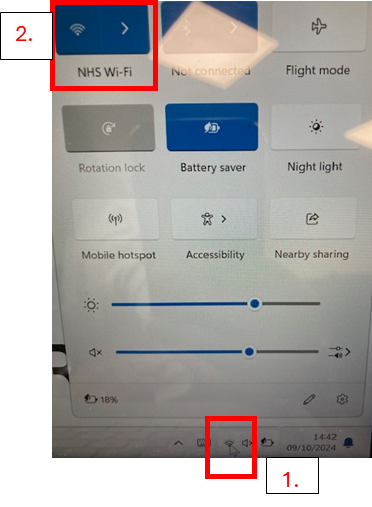 2.
NHS Wi-Fi
Not connected
Flight mode
Rotation lock
Battery saver
Night light
Mobile hotspot
Accessibility
Nearby sharing
18%
14:42
09/10/2024
1.